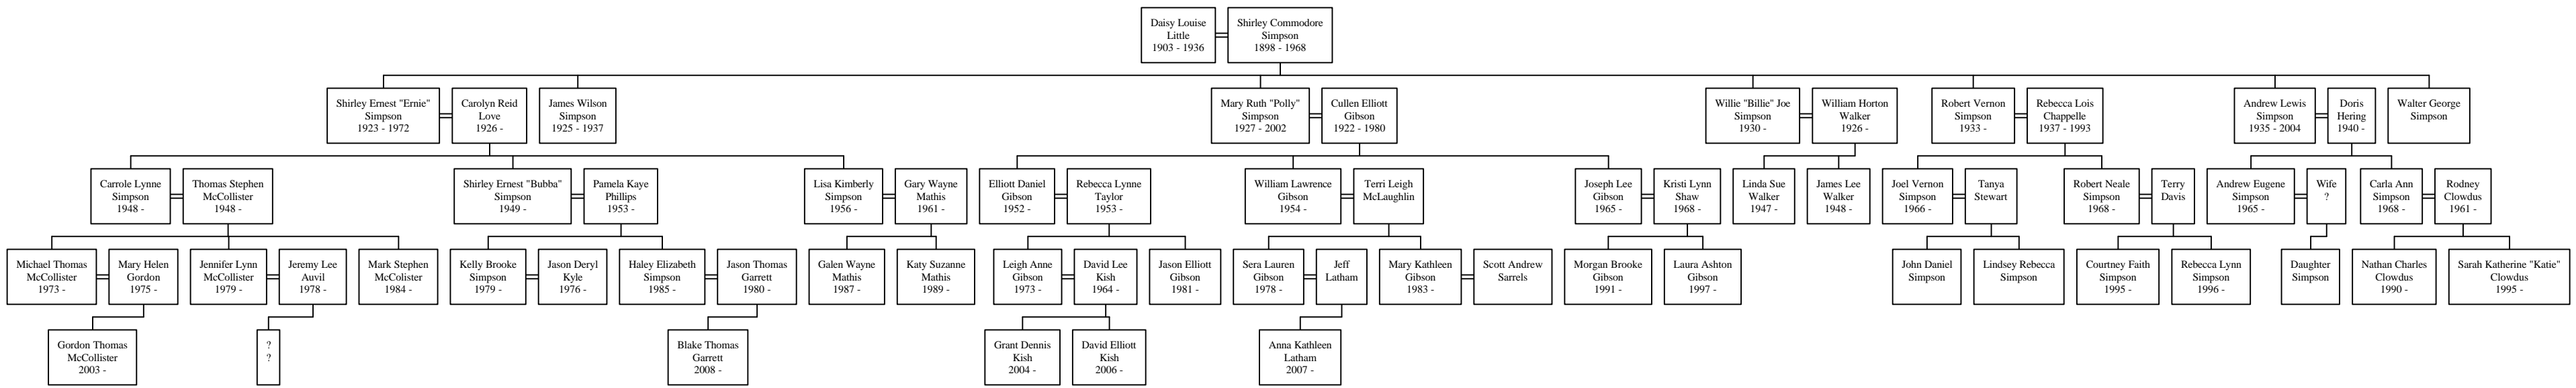 Daisy Louise
Little
1903 - 1936
Shirley Commodore
Simpson
1898 - 1968
Shirley Ernest "Ernie"
Simpson
1923 - 1972
Carolyn Reid
Love
1926 -
James Wilson
Simpson
1925 - 1937
Mary Ruth "Polly"
Simpson
1927 - 2002
Cullen Elliott
Gibson
1922 - 1980
Willie "Billie" Joe
Simpson
1930 -
William Horton
Walker
1926 -
Robert Vernon
Simpson
1933 -
Rebecca Lois
Chappelle
1937 - 1993
Andrew Lewis
Simpson
1935 - 2004
Doris
Hering
1940 -
Walter George
Simpson
Carrole Lynne
Simpson
1948 -
Thomas Stephen
McCollister
1948 -
Shirley Ernest "Bubba"
Simpson
1949 -
Pamela Kaye
Phillips
1953 -
Lisa Kimberly
Simpson
1956 -
Gary Wayne
Mathis
1961 -
Elliott Daniel
Gibson
1952 -
Rebecca Lynne
Taylor
1953 -
William Lawrence
Gibson
1954 -
Terri Leigh
McLaughlin
Joseph Lee
Gibson
1965 -
Kristi Lynn
Shaw
1968 -
Linda Sue
Walker
1947 -
James Lee
Walker
1948 -
Joel Vernon
Simpson
1966 -
Tanya
Stewart
Robert Neale
Simpson
1968 -
Terry
Davis
Andrew Eugene
Simpson
1965 -
Wife
?
Carla Ann
Simpson
1968 -
Rodney
Clowdus
1961 -
Michael Thomas
McCollister
1973 -
Mary Helen
Gordon
1975 -
Jennifer Lynn
McCollister
1979 -
Jeremy Lee
Auvil
1978 -
Mark Stephen
McColister
1984 -
Kelly Brooke
Simpson
1979 -
Jason Deryl
Kyle
1976 -
Haley Elizabeth
Simpson
1985 -
Jason Thomas
Garrett
1980 -
Galen Wayne
Mathis
1987 -
Katy Suzanne
Mathis
1989 -
Leigh Anne
Gibson
1973 -
David Lee
Kish
1964 -
Jason Elliott
Gibson
1981 -
Sera Lauren
Gibson
1978 -
Jeff
Latham
Mary Kathleen
Gibson
1983 -
Scott Andrew
Sarrels
Morgan Brooke
Gibson
1991 -
Laura Ashton
Gibson
1997 -
John Daniel
Simpson
Lindsey Rebecca
Simpson
Courtney Faith
Simpson
1995 -
Rebecca Lynn
Simpson
1996 -
Daughter
Simpson
Nathan Charles
Clowdus
1990 -
Sarah Katherine "Katie"
Clowdus
1995 -
Gordon Thomas
McCollister
2003 -
?
?
Blake Thomas
Garrett
2008 -
Grant Dennis
Kish
2004 -
David Elliott
Kish
2006 -
Anna Kathleen
Latham
2007 -